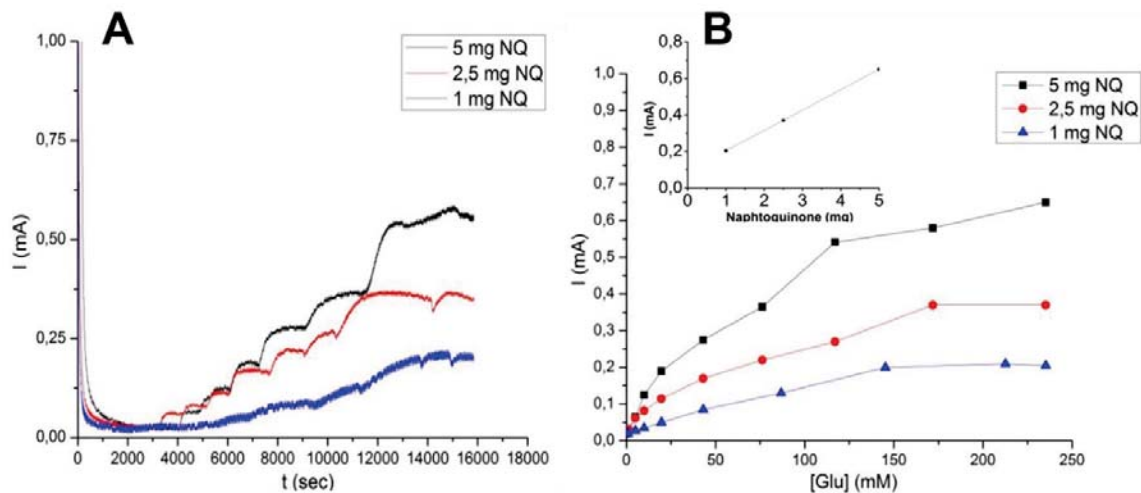 A
1,00
0,75
0,50
0,25
0,00
I (mA)
0 2000 4000 6000 8000 10000 12000 14000 16000 18000
t (sec)
5 mg NQ
2,5 mg NQ
1 mg NQ
B
0,8
0,6
0,4
0,2
0,0
I (mA)
0 1 2 3 4 5
Naphtoquinone (mg)
1,0
0,9
0,8
0,7
0,6
0,5
0,4
0,3
0,2
0,1
0,0
I (mA)
0 50 100 150 200 250
[Glu] (mM)
5 mg NQ
2,5 mg NQ
1 mg NQ